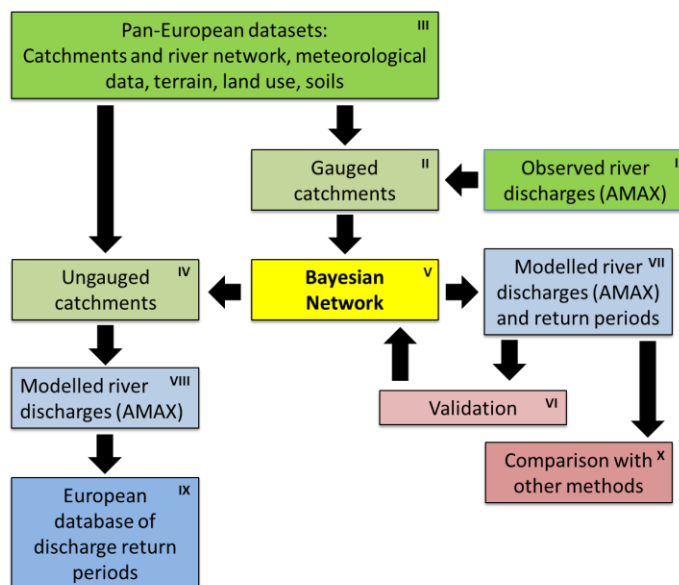 Pan-European datasets: III
Catchments and river network, meteorological
data, terrain, land use, soils
Gauged II
catchments
Observed river I
discharges (AMAX)
Ungauged IV
catchments
Bayesian V
Network
Modelled river VII
discharges (AMAX)
and return periods
Modelled river VIII
discharges (AMAX)
Validation VI
European IX
database of
discharge return
periods
Comparison with X
other methods